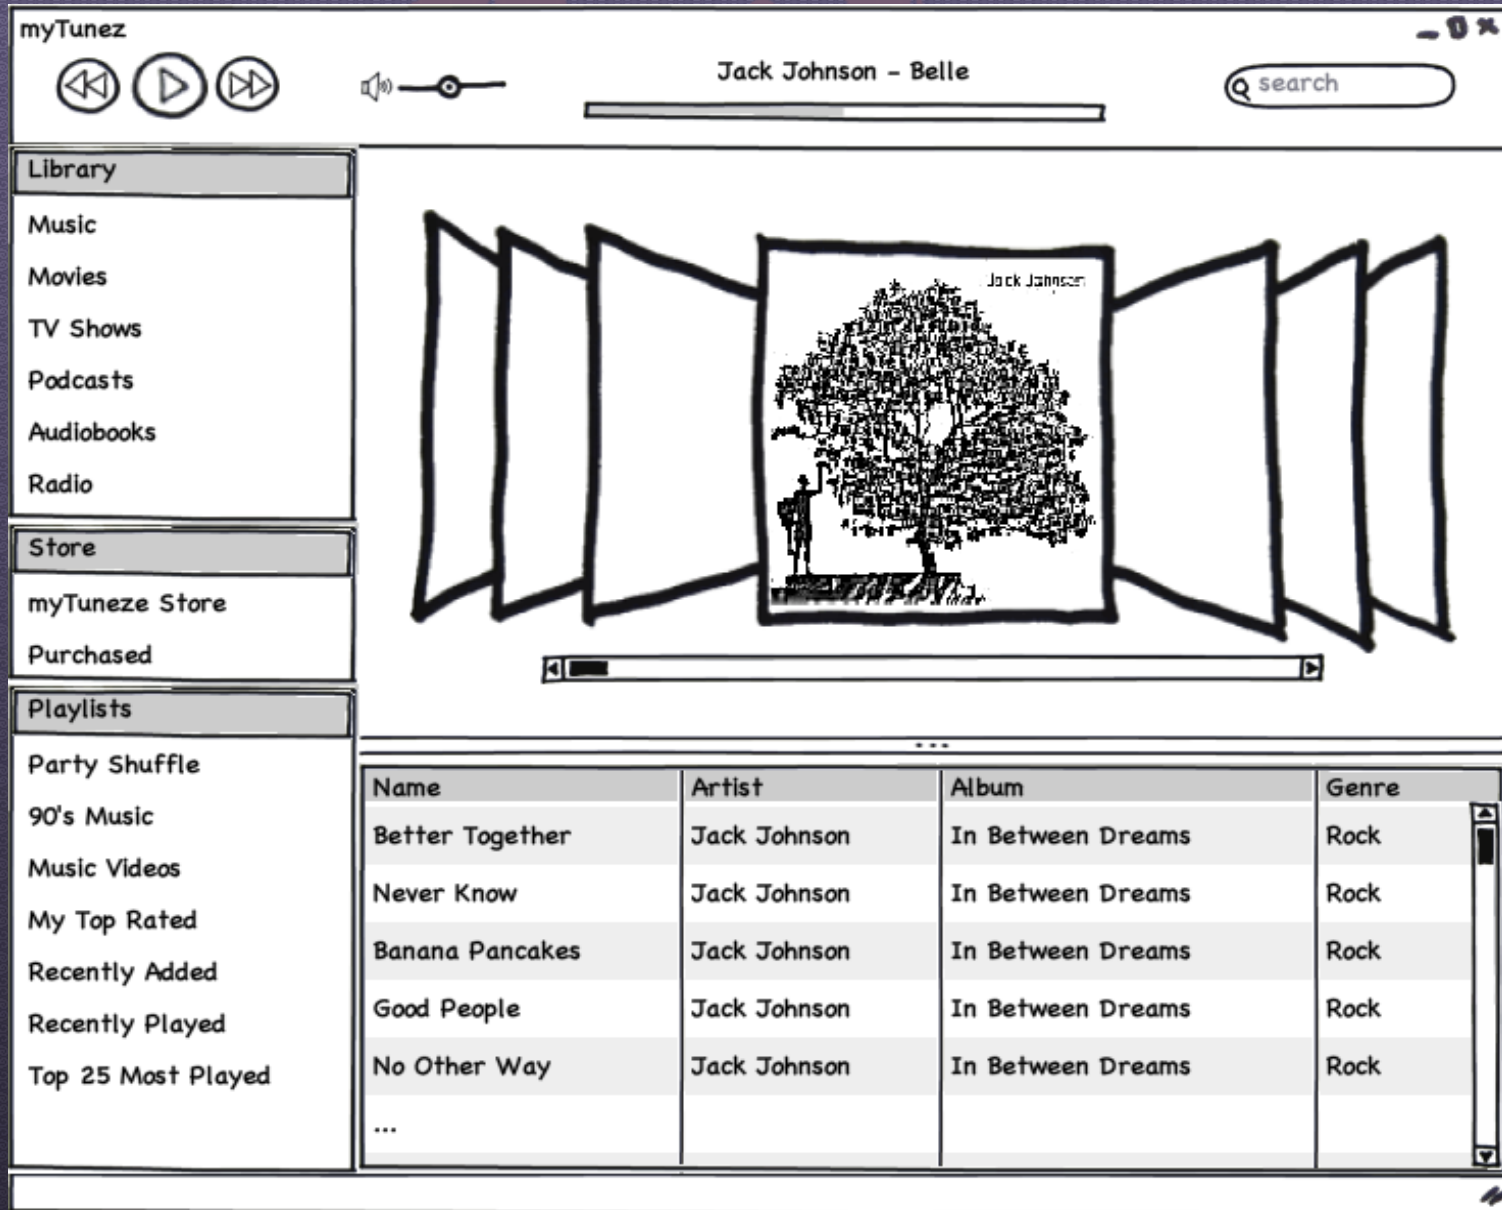 myTunez
Jack Johnson - Belle
search
Library
Music
Movies
TV Shows
Podcasts
Audiobooks
Radio
Store
myTuneze Store
Purchased
Playlists
Party Shuffle
90's Music
Music Videos
My Top Rated
Recently Added
Recently Played
Top 25 Most Played
Jack Johnson
Name Artist Album Genre
Better Together Jack Johnson In Between Dreams Rock
Never Know Jack Johnson In Between Dreams Rock
Banana Pancakes Jack Johnson In Between Dreams Rock
Good People Jack Johnson In Between Dreams Rock
No Other Way Jack Johnson In Between Dreams Rock
...